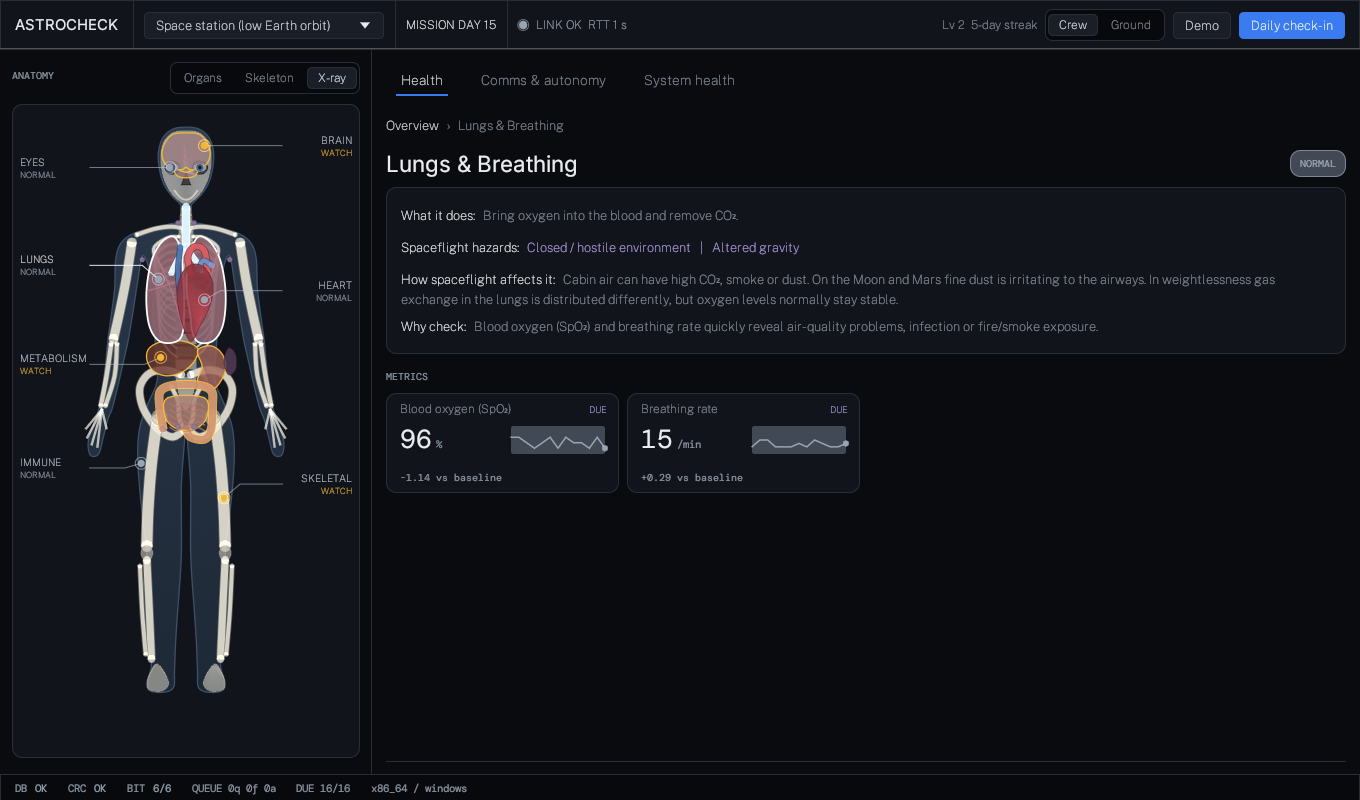 ASTROCHECK
Space station (low Earth orbit)
MISSION DAY 15
LINK OK RTT 1 s
Lv 2 5-day streak
Crew
Ground
Demo
Daily check-in
ANATOMY
Organs
Skeleton
X-ray
BRAIN
WATCH
EYES
NORMAL
LUNGS
NORMAL
HEART
NORMAL
METABOLISM
WATCH
IMMUNE
NORMAL
SKELETAL
WATCH
Health
Comms & autonomy
System health
Overview › Lungs & Breathing
Lungs & Breathing
NORMAL
What it does: Bring oxygen into the blood and remove CO₂.
Spaceflight hazards: Closed / hostile environment | Altered gravity
How spaceflight affects it: Cabin air can have high CO₂, smoke or dust. On the Moon and Mars fine dust is irritating to the airways. In weightlessness gas
exchange in the lungs is distributed differently, but oxygen levels normally stay stable.
Why check: Blood oxygen (SpO₂) and breathing rate quickly reveal air-quality problems, infection or fire/smoke exposure.
METRICS
Blood oxygen (SpO₂)
DUE
96 %
-1.14 vs baseline
Breathing rate
DUE
15 /min
+0.29 vs baseline
DB OK CRC OK BIT 6/6 QUEUE 0q 0f 0a DUE 16/16 x86_64 / windows